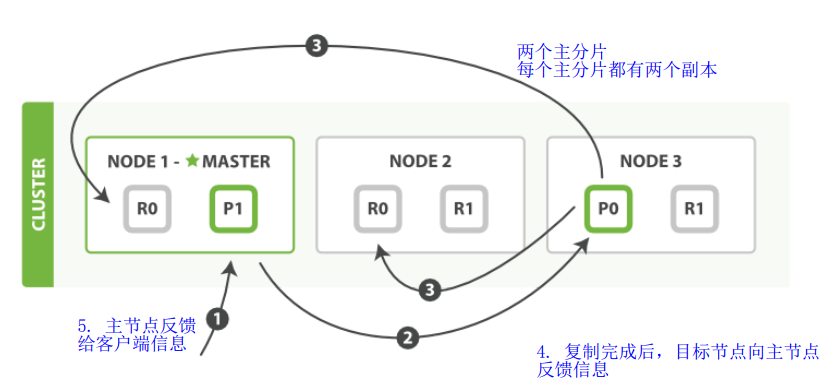 3
两个主分片
每个主分片都有两个副本
CLUSTER
NODE 1 - ★ MASTER
R0
P1
NODE 2
R0
R1
NODE 3
P0
R1
3
1
2
5. 主节点反馈
给客户端信息
4. 复制完成后，目标节点向主节点
反馈信息